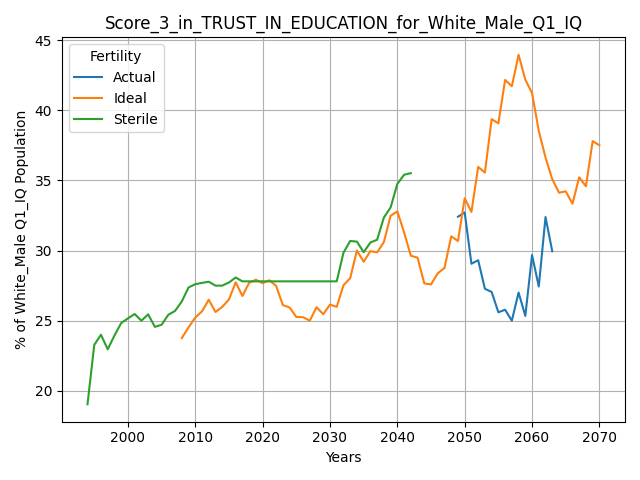 Score_3_in_TRUST_IN_EDUCATION_for_White_Male_Q1_IQ
Fertility
Actual
Ideal
Sterile
% of White_Male Q1_IQ Population
45
40
35
30
25
20
2000 2010 2020 2030 2040 2050 2060 2070
Years